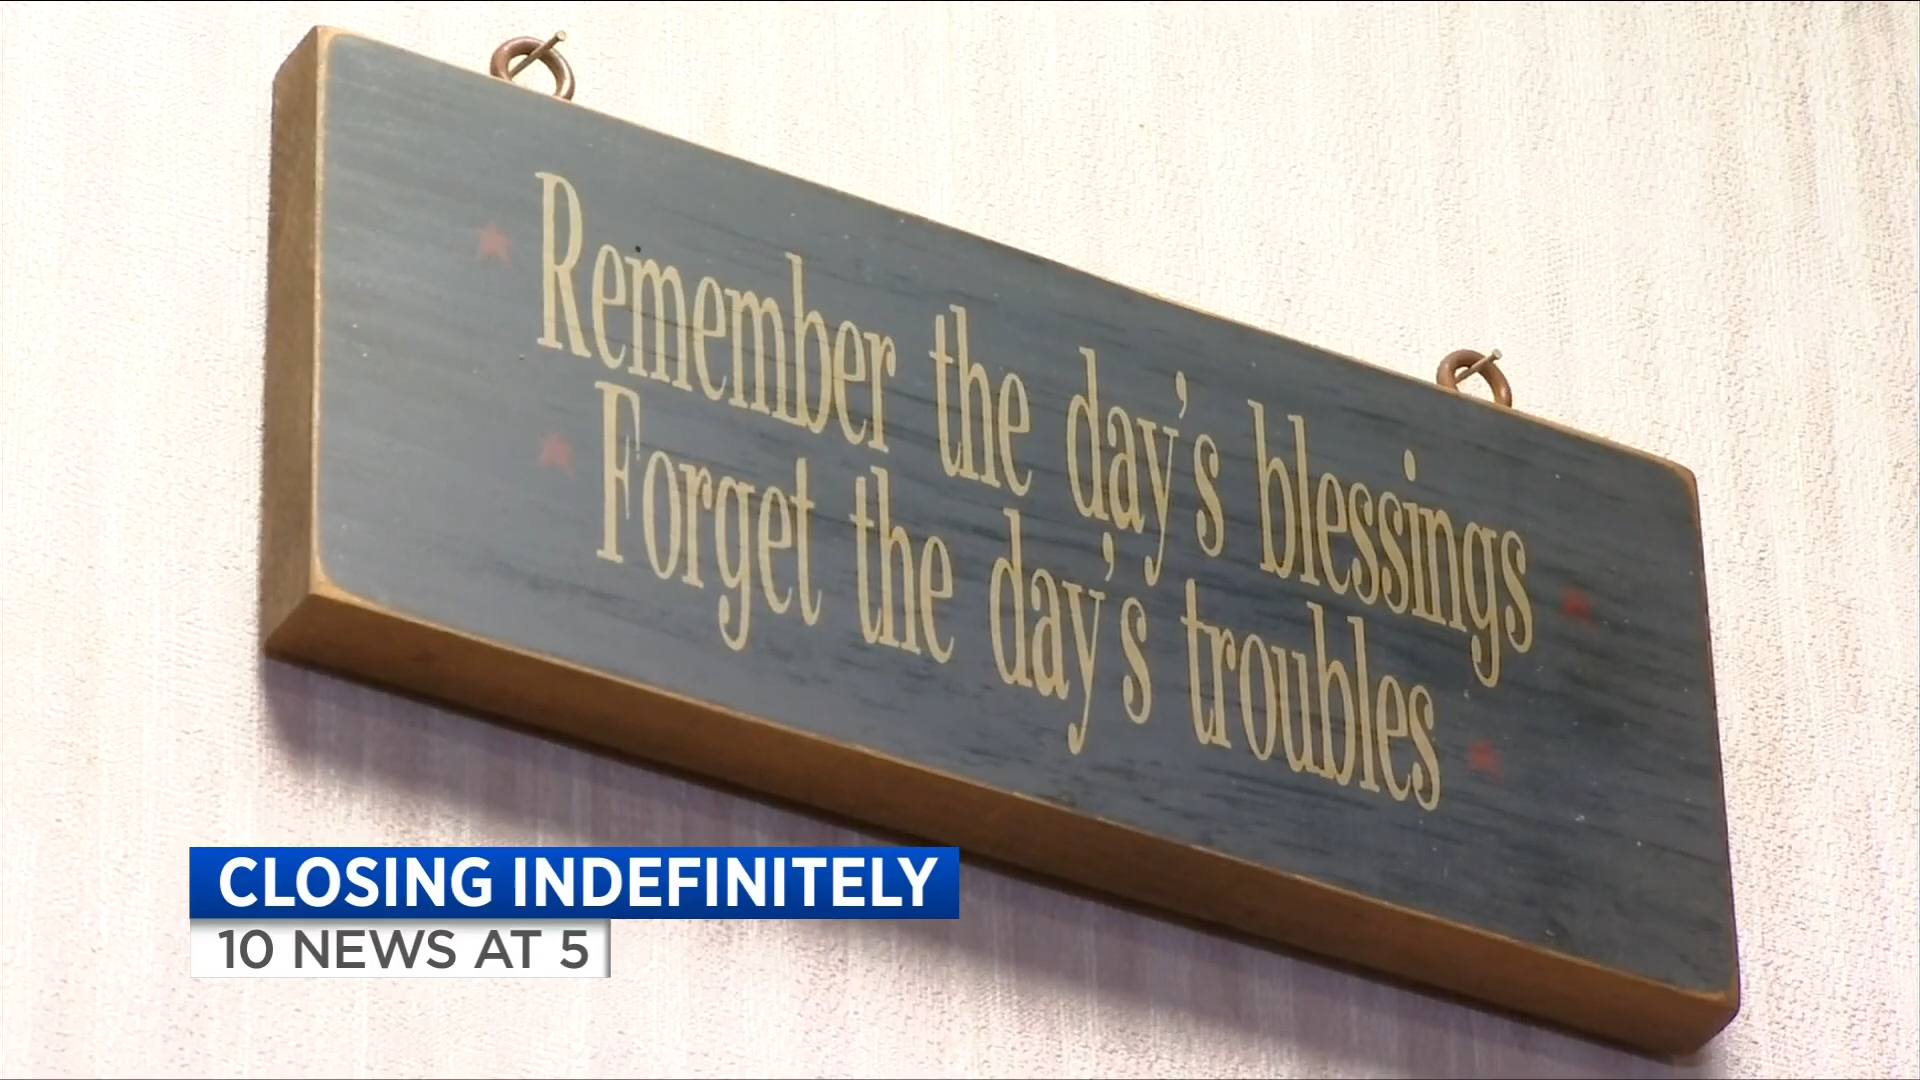 Remember the day's blessings
Forget the day's troubles
CLOSING INDEFINITELY
10 NEWS AT 5